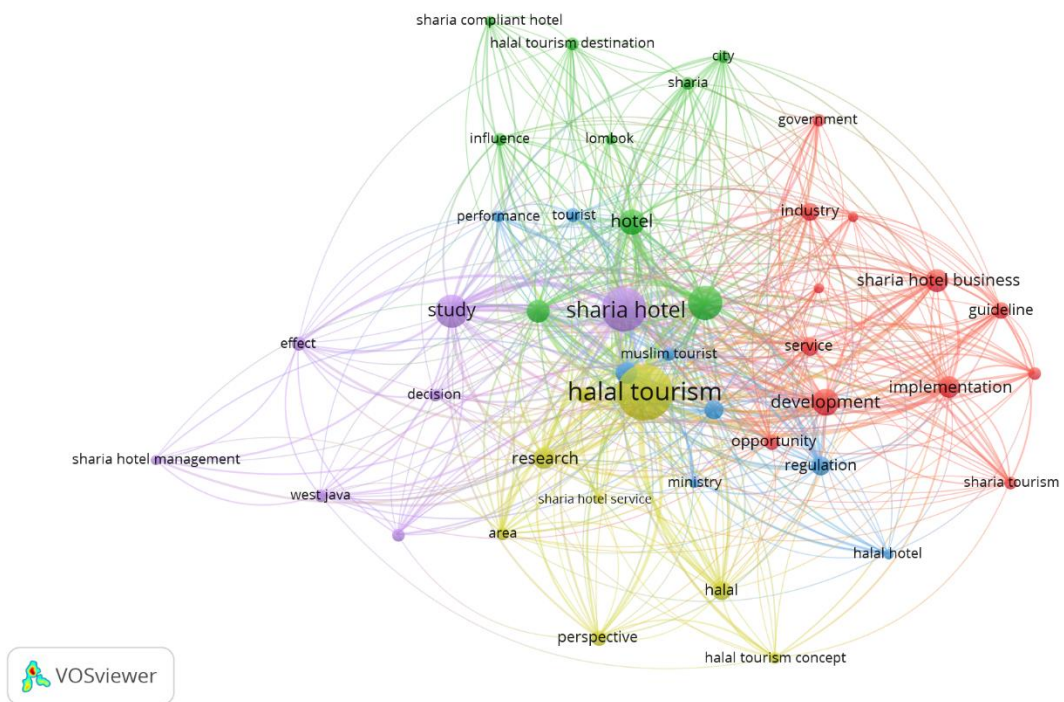 sharia compliant hotel
halal tourism destination
city
sharia
government
influence
lombok
performance
tourist
hotel
industry
sharia hotel business
study
sharia hotel
guideline
effect
muslim tourist
service
decision
halal tourism
development
implementation
opportunity
sharia hotel management
research
regulation
west java
sharia hotel service
ministry
sharia tourism
area
halal hotel
halal
perspective
halal tourism concept
VOSviewer